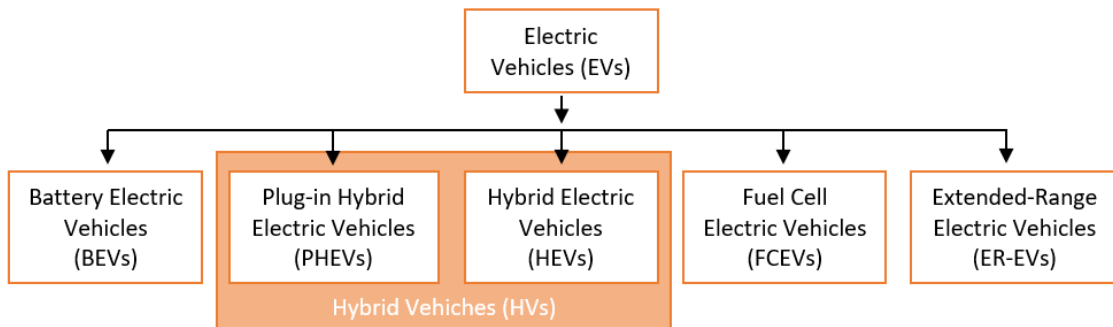 Electric
Vehicles (EVs)
Battery Electric
Vehicles
(BEVs)
Plug-in Hybrid
Electric Vehicles
(PHEVs)
Hybrid Electric
Vehicles
(HEVs)
Fuel Cell
Electric Vehicles
(FCEVs)
Extended-Range
Electric Vehicles
(ER-EVs)
Hybrid Vehiches (HVs)